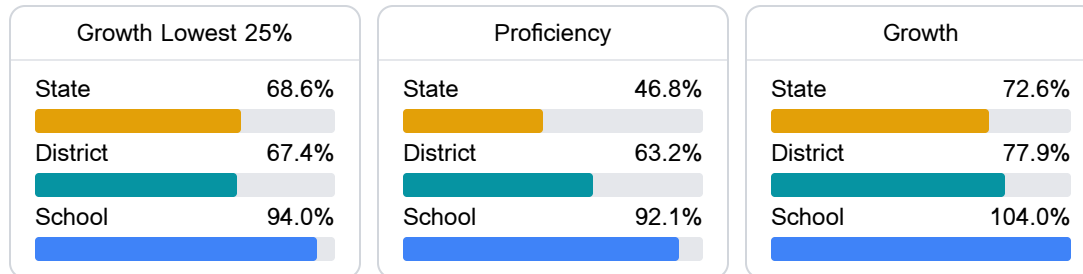 Growth Lowest 25%
State 68.6%
District 67.4%
School 94.0%
Proficiency
State 46.8%
District 63.2%
School 92.1%
Growth
State 72.6%
District 77.9%
School 104.0%